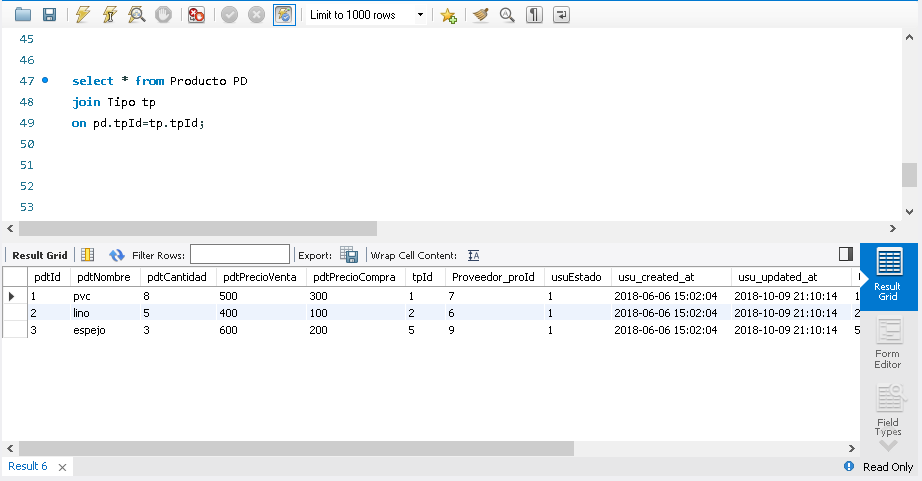 Limit to 1000 rows
45
46
47 select * from Producto PD
48 join Tipo tp
49 on pd.tpId=tp.tpId;
50
51
52
53
Result Grid Filter Rows: Export: Wrap Cell Content:
pdtId pdtNombre pdtCantidad pdtPrecioVenta pdtPrecioCompra tpId Proveedor_proId usuEstado usu_created_at usu_updated_at
1 pvc 8 500 300 1 7 1 2018-06-06 15:02:04 2018-10-09 21:10:14 1
2 lino 5 400 100 2 6 1 2018-06-06 15:02:04 2018-10-09 21:10:14 2
3 espejo 3 600 200 5 9 1 2018-06-06 15:02:04 2018-10-09 21:10:14 5
Result
Grid
Form
Editor
Field
Types
Result 6
Read Only